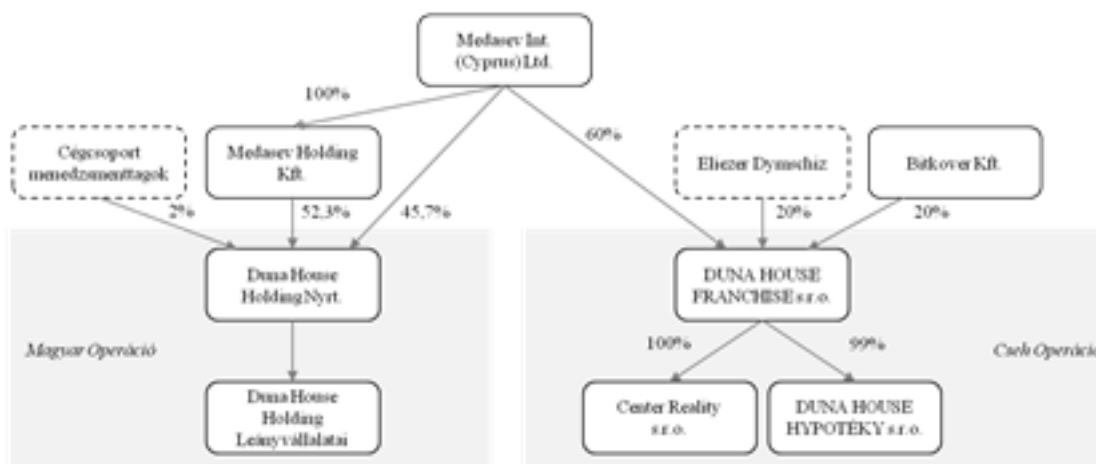 Medasev Int.
(Cyprus) Ltd.
100%
60%
Cégcsoport
menedzsmenttagok
Medasev Holding
Kft.
Eliezer Dymschiz
Bitkover Kft.
2%
52,3%
45,7%
20%
20%
Duna House
Holding Nyrt.
DUNA HOUSE
FRANCHISE s.r.o.
Magyar Operáció
100%
99%
Cseh Operáció
Duna House
Holding
Leányvállalatai
Center Reality
s.r.o.
DUNA HOUSE
HYPOTÉKY s.r.o.